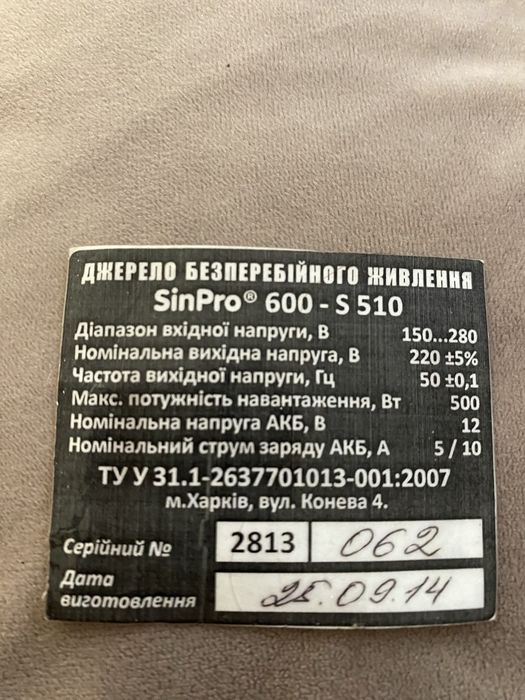 ДЖЕРЕЛО БЕЗПЕРЕБІЙНОГО ЖИВЛЕННЯ
SinPro® 600 - S 510
Діапазон вхідної напруги, В 150...280
Номінальна вихідна напруга, В 220 ±5%
Частота вихідної напруги, Гц 50 ±0,1
Макс. потужність навантаження, Вт 500
Номінальна напруга АКБ, В 12
Номінальний струм заряду АКБ, А 5 / 10
ТУ У 31.1-2637701013-001:2007
м.Харків, вул. Конева 4.
Серійний № 2813 062
Дата
виготовлення 25.09.14